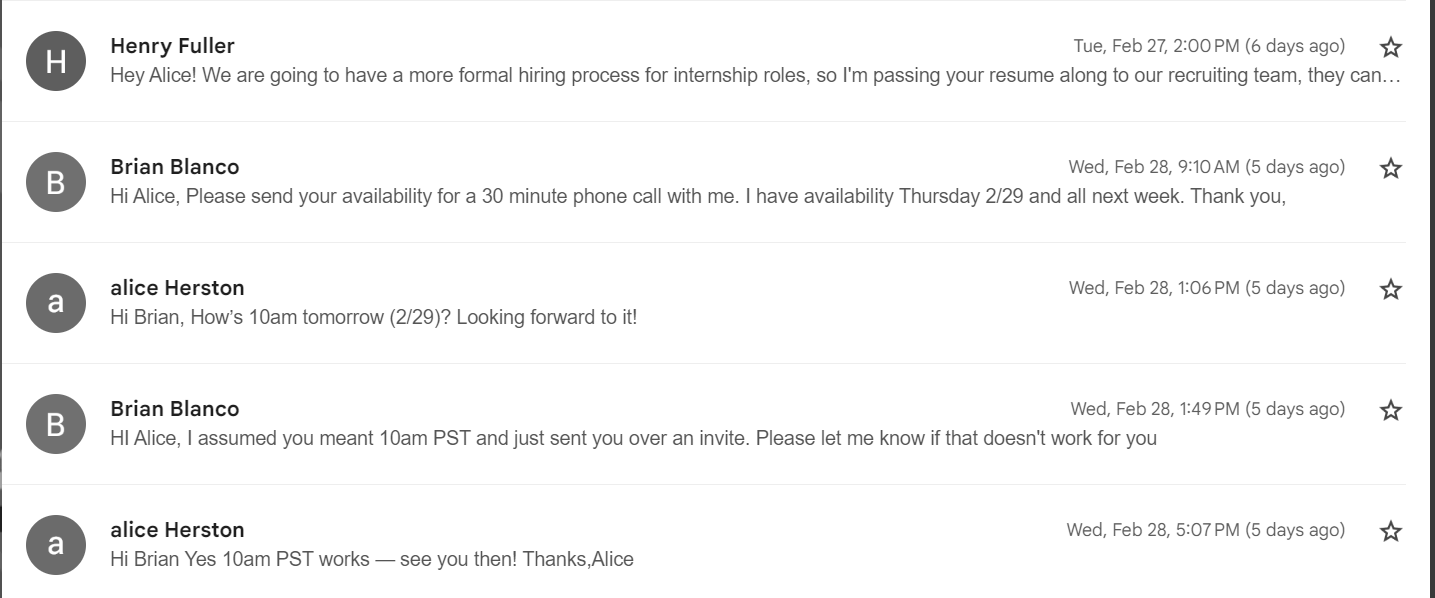 H
Henry Fuller
Tue, Feb 27, 2:00 PM (6 days ago)
Hey Alice! We are going to have a more formal hiring process for internship roles, so I'm passing your resume along to our recruiting team, they can…
B
Brian Blanco
Wed, Feb 28, 9:10 AM (5 days ago)
Hi Alice, Please send your availability for a 30 minute phone call with me. I have availability Thursday 2/29 and all next week. Thank you,
a
alice Herston
Wed, Feb 28, 1:06 PM (5 days ago)
Hi Brian, How’s 10am tomorrow (2/29)? Looking forward to it!
B
Brian Blanco
Wed, Feb 28, 1:49 PM (5 days ago)
HI Alice, I assumed you meant 10am PST and just sent you over an invite. Please let me know if that doesn't work for you
a
alice Herston
Wed, Feb 28, 5:07 PM (5 days ago)
Hi Brian Yes 10am PST works — see you then! Thanks,Alice